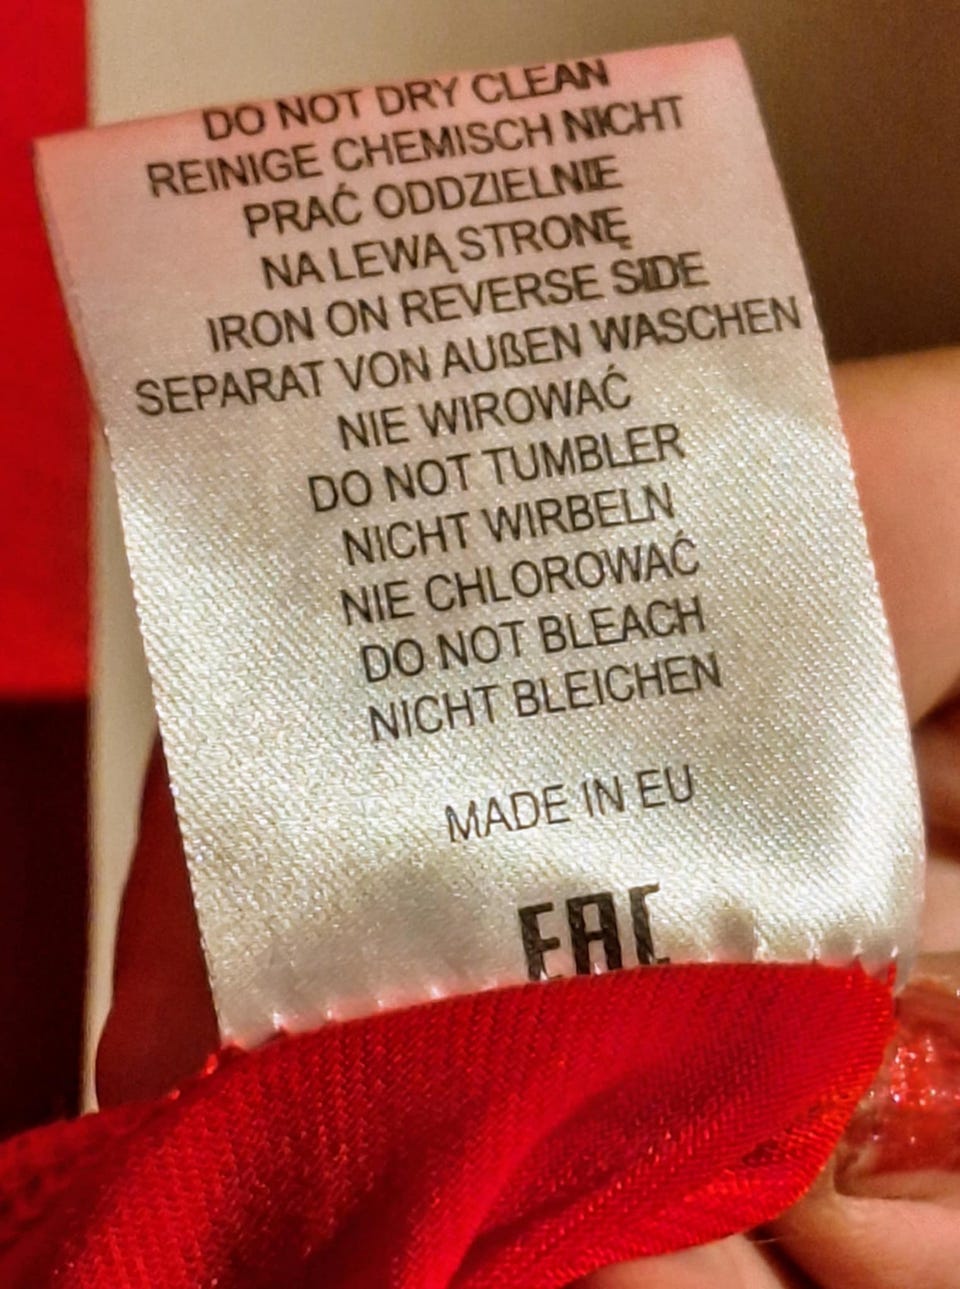 DO NOT DRY CLEAN
REINIGE CHEMISCH NICHT
PRAĆ ODDZIELNIE
NA LEWĄ STRONĘ
IRON ON REVERSE SIDE
SEPARAT VON AUßEN WASCHEN
NIE WIROWAĆ
DO NOT TUMBLER
NICHT WIRBELN
NIE CHLOROWAĆ
DO NOT BLEACH
NICHT BLEICHEN
MADE IN EU
EAC